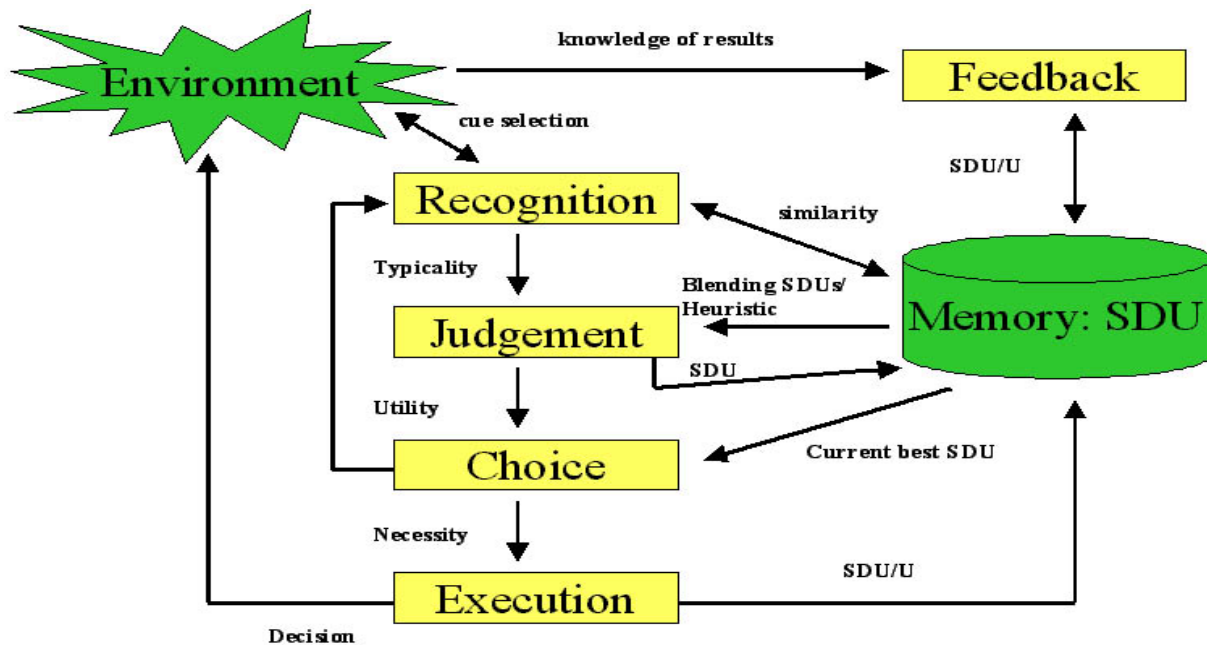 knowledge of results
Environment
Feedback
cue selection
SDU/U
Recognition
similarity
Typicality
Blending SDUs/
Heuristic
Memory: SDU
Judgement
SDU
Utility
Choice
Current best SDU
Necessity
SDU/U
Execution
Decision